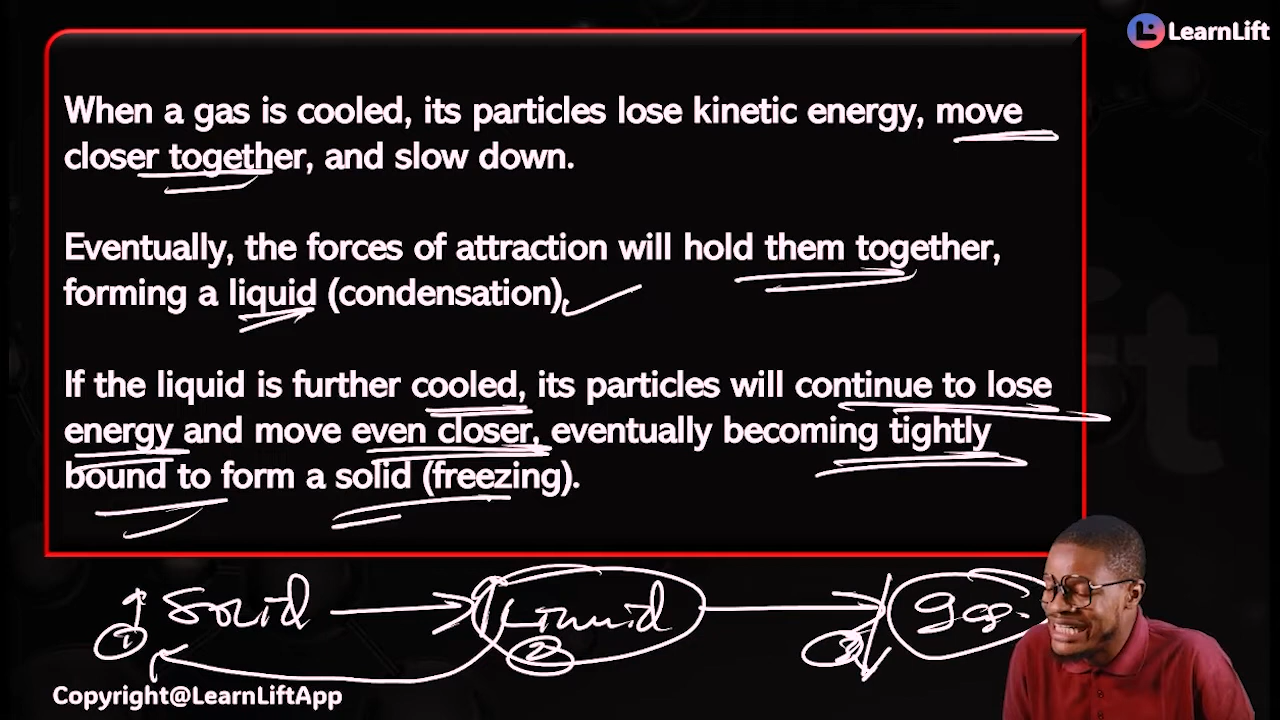 LearnLift
When a gas is cooled, its particles lose kinetic energy, move
closer together, and slow down.
Eventually, the forces of attraction will hold them together,
forming a liquid (condensation).
If the liquid is further cooled, its particles will continue to lose
energy and move even closer, eventually becoming tightly
bound to form a solid (freezing).
Solid Liquid Gas
1 2 3
Copyright@LearnLiftApp